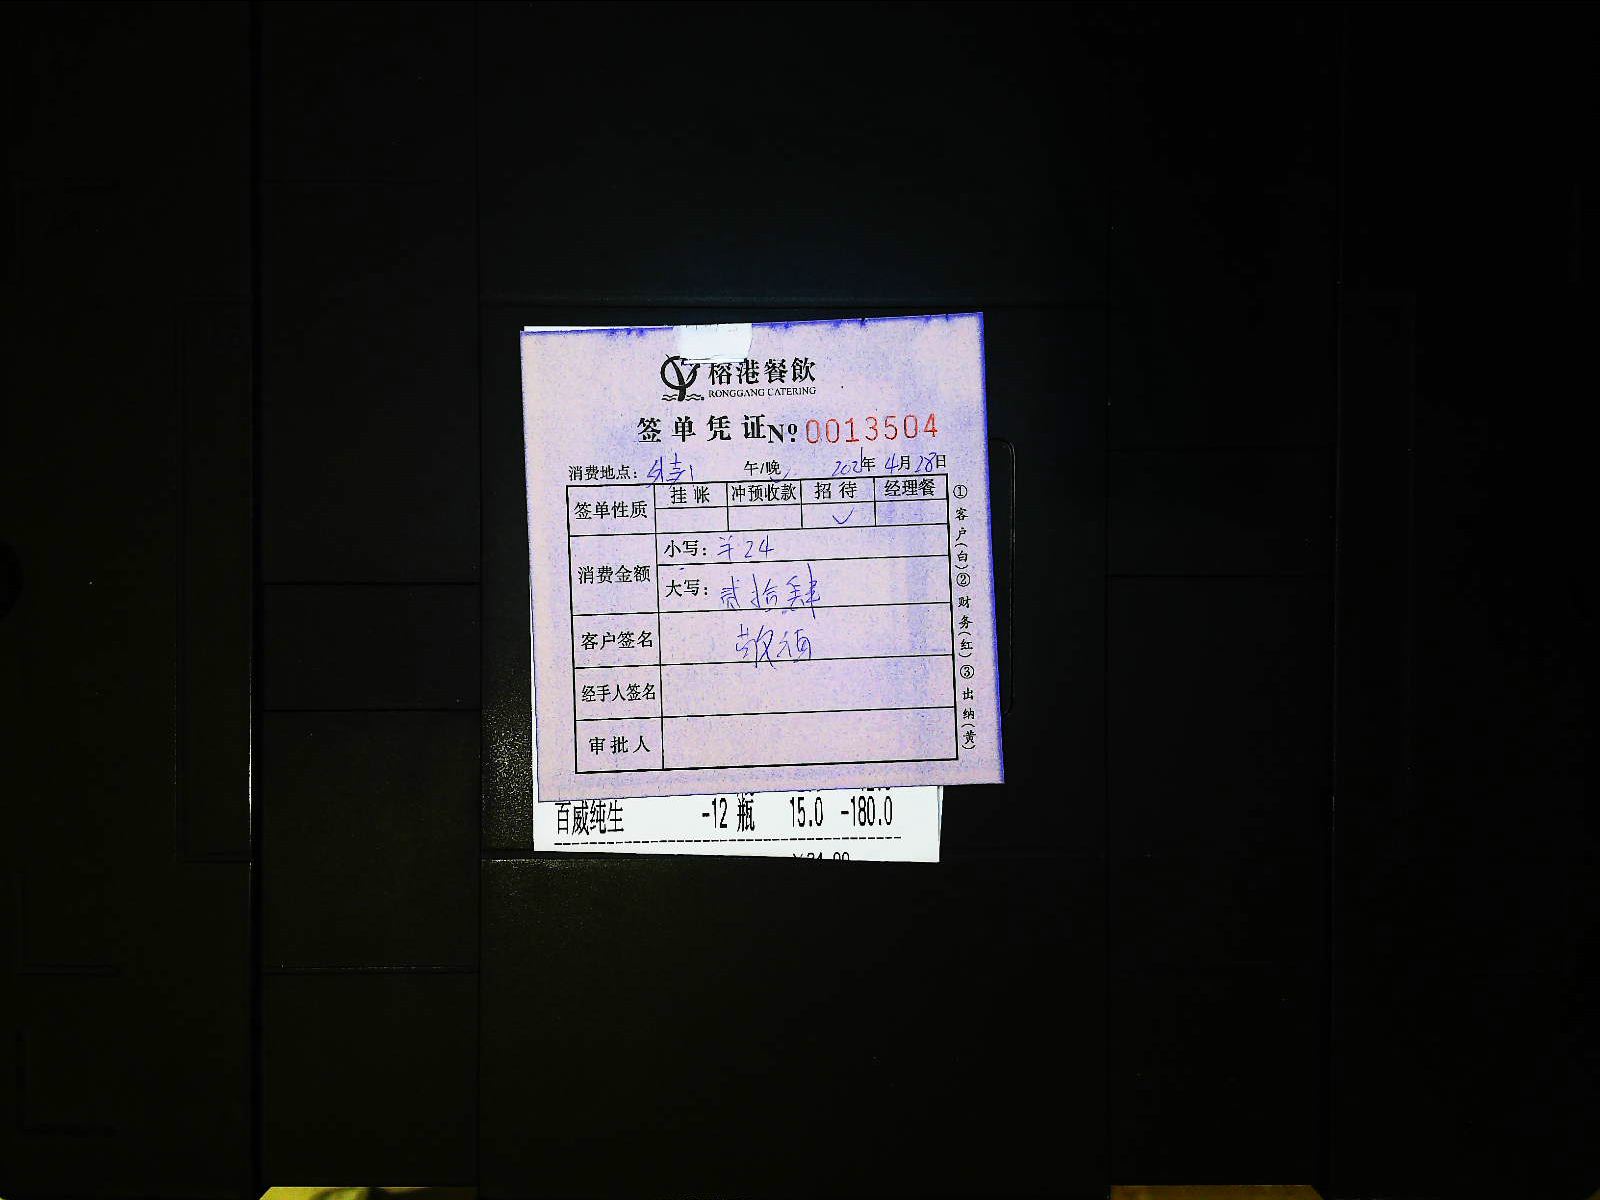 榕港餐飲
RONGGANG CATERING
签单凭证 Nº 0013504
消费地点: 午/晚 202 年 4月28日
签单性质 挂帐 冲预收款 招待 经理餐
✓
消费金额 小写: ¥24
大写: 贰拾肆
客户签名
经手人签名
审批人
①客户(白)②财务(红)③出纳(黄)
百威纯生 -12 瓶 15.0 -180.0